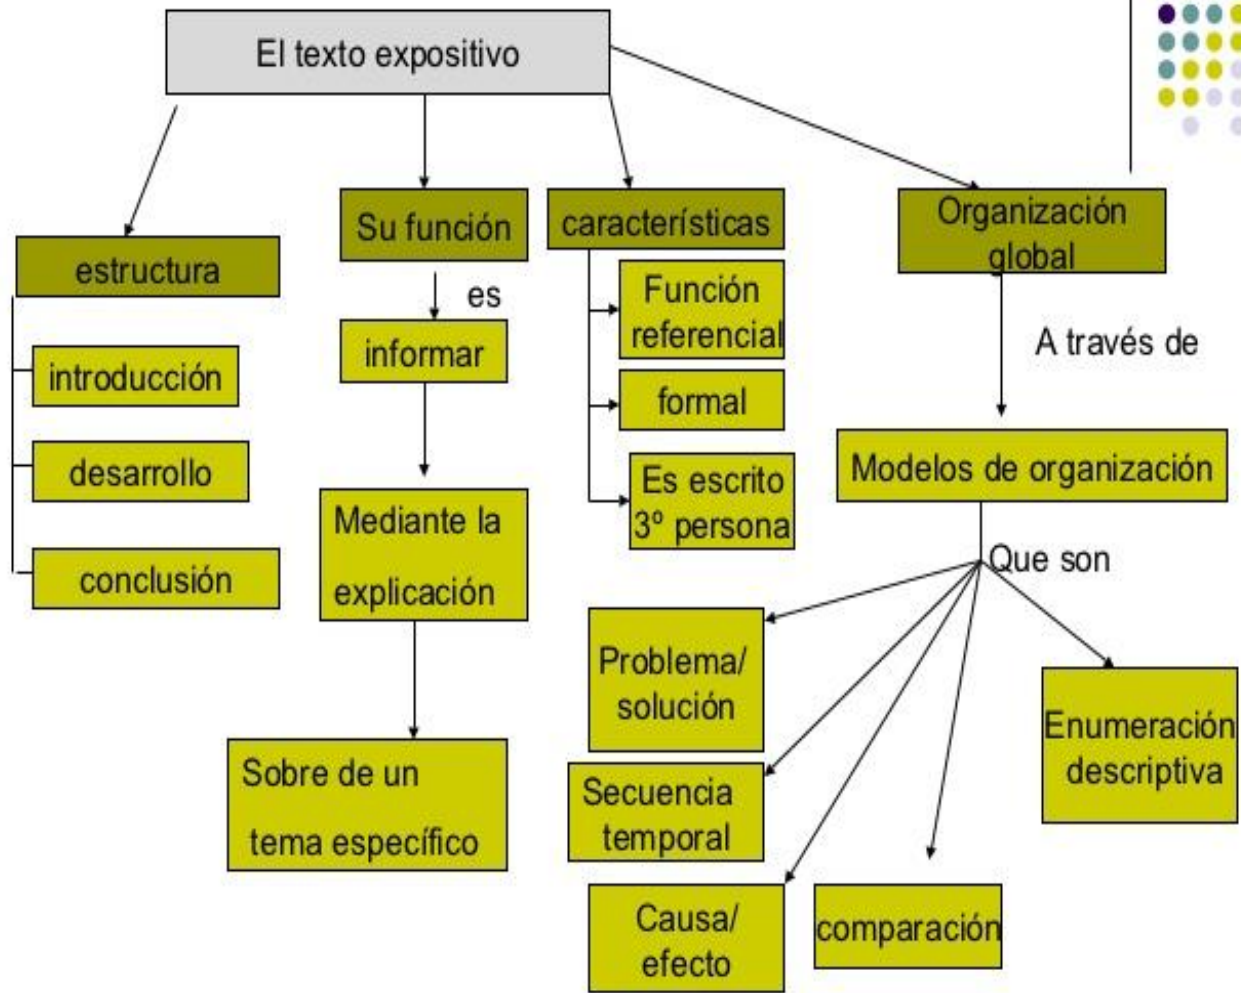 El texto expositivo
estructura
introducción
desarrollo
conclusión
Su función
es
informar
Mediante la
explicación
Sobre de un
tema específico
características
Función
referencial
formal
Es escrito
3º persona
Organización
global
A través de
Modelos de organización
Que son
Problema/
solución
Secuencia
temporal
Causa/
efecto
comparación
Enumeración
descriptiva